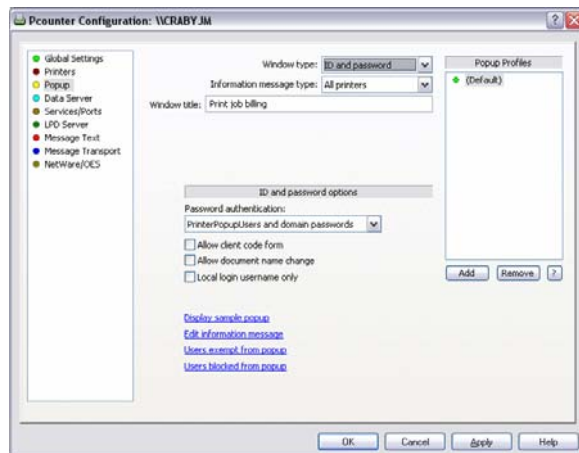 Pcounter Configuration: \\CRABYJM
Global Settings
Printers
Popup
Data Server
Services/Ports
LPD Server
Message Text
Message Transport
NetWare/OES
Window type: ID and password
Information message type: All printers
Window title: Print job billing
ID and password options
Password authentication:
PrinterPopupUsers and domain passwords
Allow client code form
Allow document name change
Local login username only
Display sample popup
Edit information message
Users exempt from popup
Users blocked from popup
Popup Profiles
(Default)
Add Remove ?
OK Cancel Apply Help